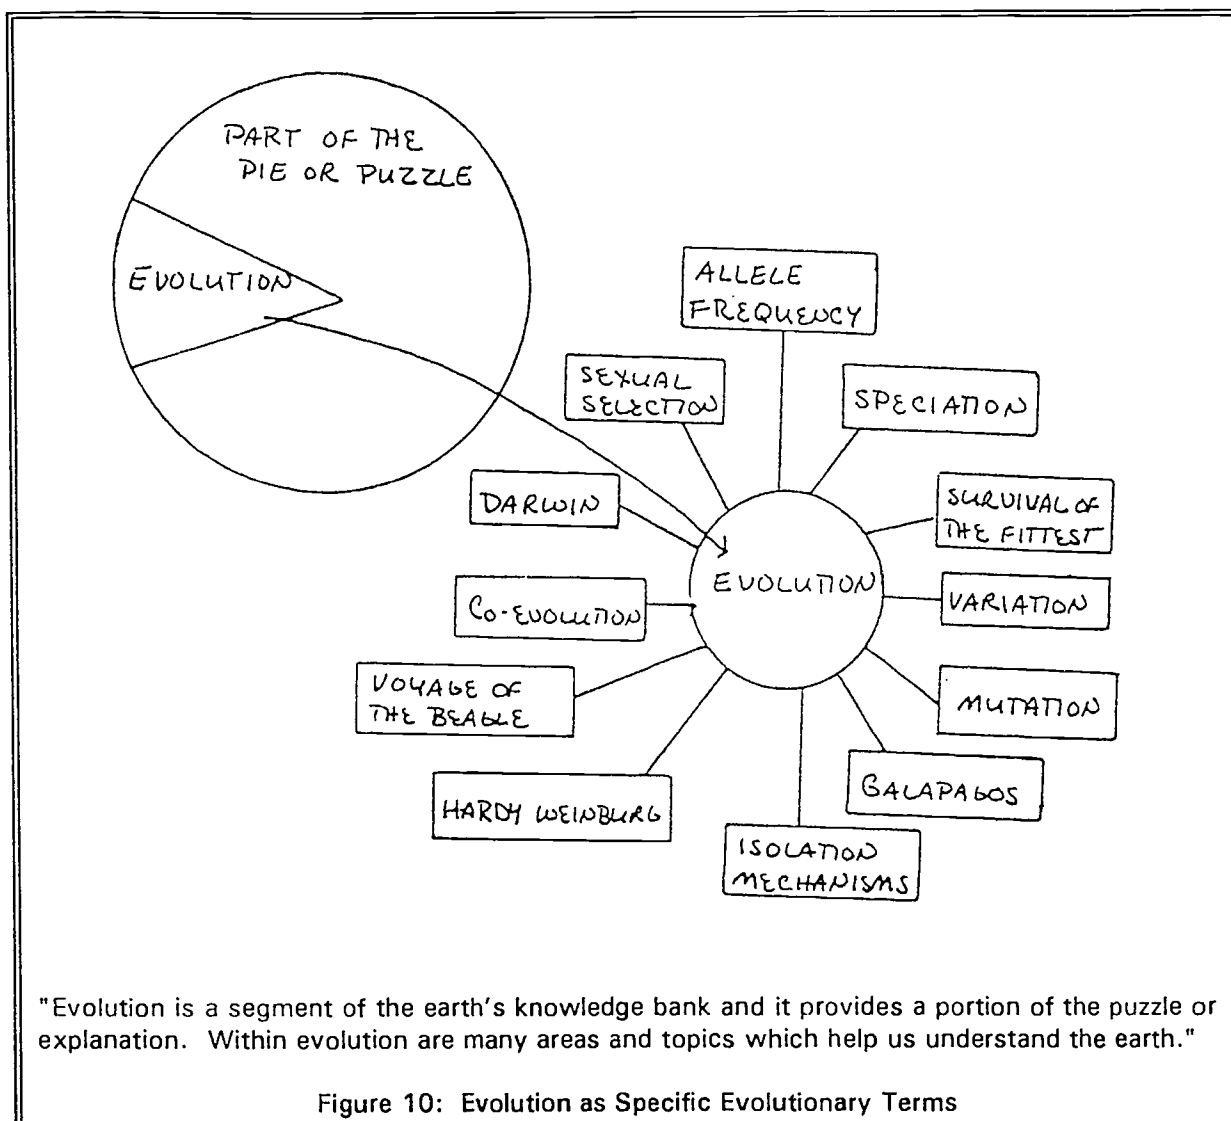 PART OF THE
PIE OR PUZZLE
EVOLUTION
ALLELE
FREQUENCY
SEXUAL
SELECTION
SPECIATION
DARWIN
SURVIVAL OF
THE FITTEST
EVOLUTION
CO-EVOLUTION
VARIATION
VOYAGE OF
THE BEAGLE
MUTATION
HARDY WEINBURG
GALAPAGOS
ISOLATION
MECHANISMS
"Evolution is a segment of the earth's knowledge bank and it provides a portion of the puzzle or
explanation. Within evolution are many areas and topics which help us understand the earth."
Figure 10: Evolution as Specific Evolutionary Terms